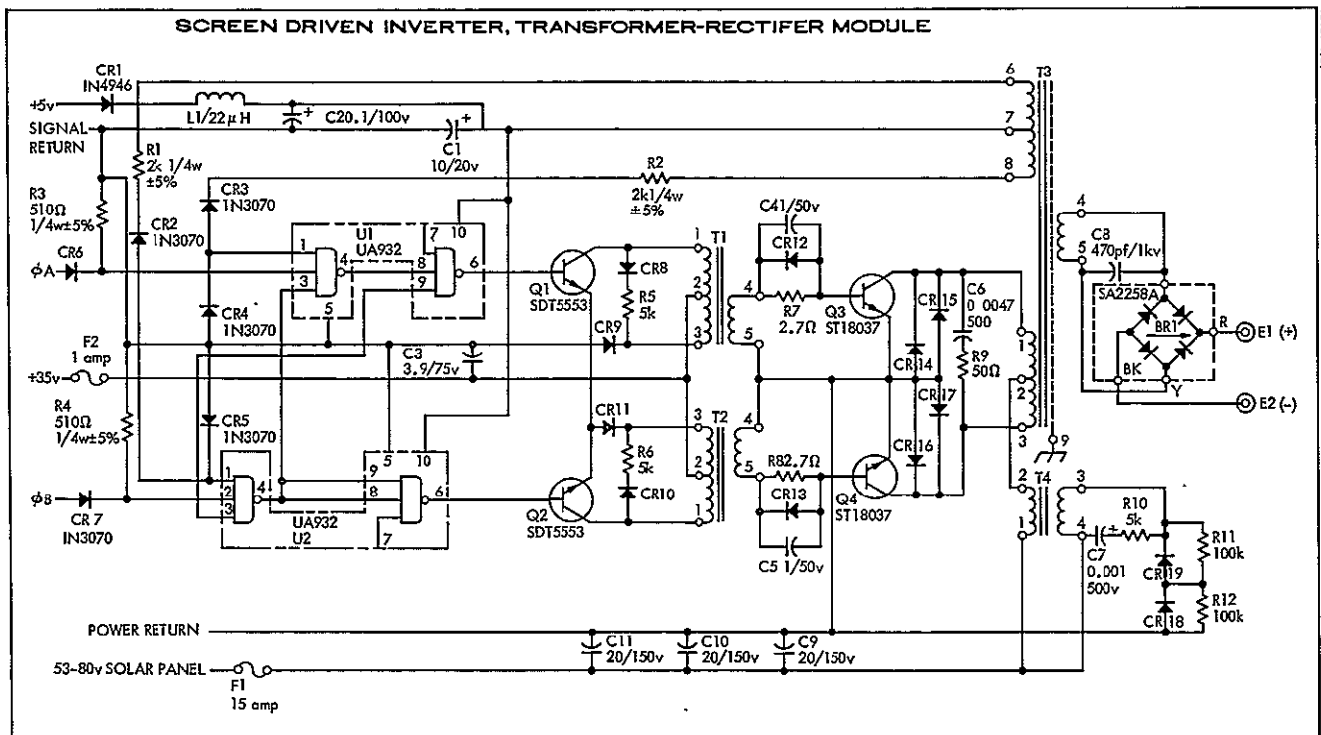 SCREEN DRIVEN INVERTER, TRANSFORMER-RECTIFER MODULE
CR1
IN4946
+5v
L1/22μH
C20.1/100v
SIGNAL
RETURN
C1
10/20v
R1
2k 1/4w
±5%
R2
2k1/4w
±5%
R3
510Ω
1/4w±5%
CR2
1N3070
CR3
1N3070
CR6
φA
CR4
1N3070
U1
UA932
7
10
1
3
4
5
8
9
6
Q1
SDT5553
CR8
R5
5k
CR9
1
2
3
T1
4
5
C41/50v
CR12
R7
2.7Ω
Q3
ST18037
CR15
CR14
C6
0.0047
500
R9
50Ω
6
7
8
T3
4
5
C8
470pf/1kv
SA2258A
BR1
R
BK
Y
E1 (+)
E2 (–)
1
2
3
9
F2
1 amp
+35v
C3
3.9/75v
R4
510Ω
1/4w±5%
CR5
1N3070
5
10
1
2
3
4
9
8
7
6
φB
CR 7
IN3070
UA932
U2
Q2
SDT5553
CR11
R6
5k
CR10
3
2
1
T2
4
5
R82.7Ω
CR13
C5 1/50v
Q4
ST18037
CR17
CR16
2
1
T4
3
4
R10
5k
C7
0.001
500v
CR19
CR18
R11
100k
R12
100k
POWER RETURN
C11
20/150v
C10
20/150v
C9
20/150v
53-80v SOLAR PANEL
F1
15 amp